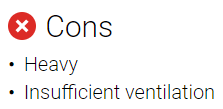 Cons
• Heavy
• Insufficient ventilation